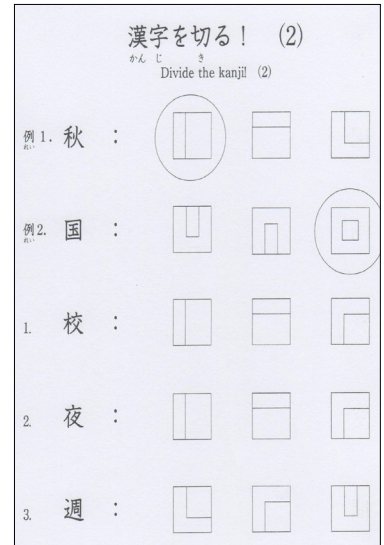 漢字を切る！ (2)
かん じ き
Divide the kanji! (2)
例1. 秋 :
れい
例2. 国 :
れい
1. 校 :
2. 夜 :
3. 週 :